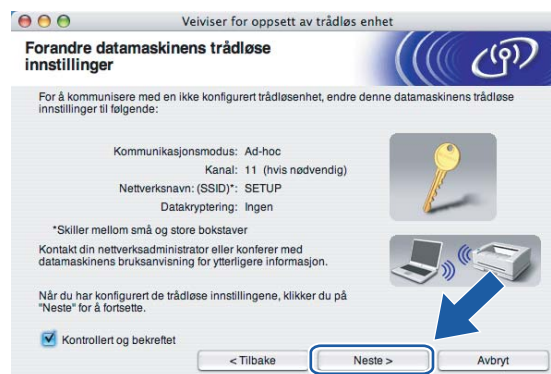 Veiviser for oppsett av trådløs enhet
Forandre datamaskinens trådløse
innstillinger
For å kommunisere med en ikke konfigurert trådløsenhet, endre denne datamaskinens trådløse
innstillinger til følgende:
Kommunikasjonsmodus: Ad-hoc
Kanal: 11 (hvis nødvendig)
Nettverksnavn: (SSID)*: SETUP
Datakryptering: Ingen
*Skiller mellom små og store bokstaver
Kontakt din nettverksadministrator eller konferer med
datamaskinens bruksanvisning for ytterligere informasjon.
Når du har konfigurert de trådløse innstillingene, klikker du på
"Neste" for å fortsette.
Kontrollert og bekreftet
< Tilbake Neste > Avbryt